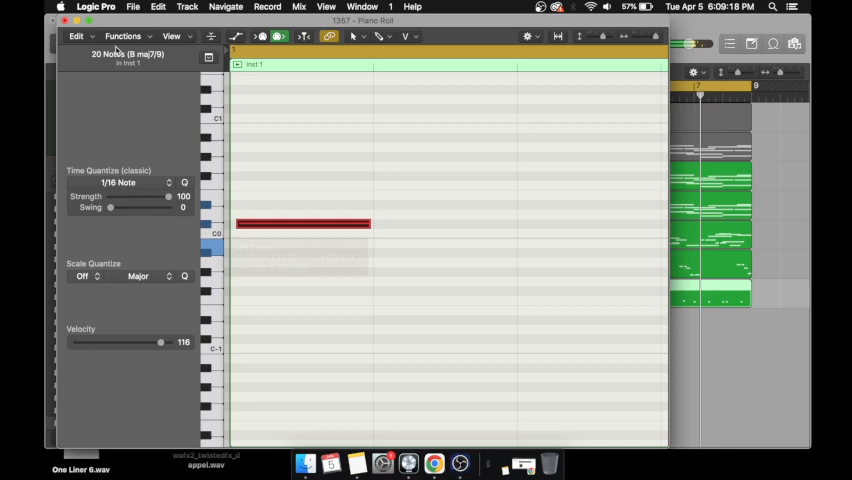 Logic Pro File Edit Track Navigate Record Mix View Window 1 Help
57% Tue Apr 5 6:09:18 PM
1357 - Piano Roll
Edit Functions View
20 Notes (B maj7/9)
in Inst 1
1
Inst 1
7 9
C1
Time Quantize (classic)
1/16 Note Q
Strength 100
Swing 0
C0
Scale Quantize
Off Major Q
Velocity
116
C-1
One Liner 6.wav
wafx2_twistedfx_d
appel.wav